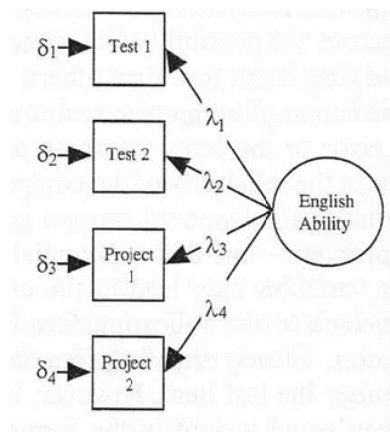 δ1
Test 1
λ1
δ2
Test 2
λ2
English
Ability
δ3
Project
1
λ3
δ4
Project
2
λ4